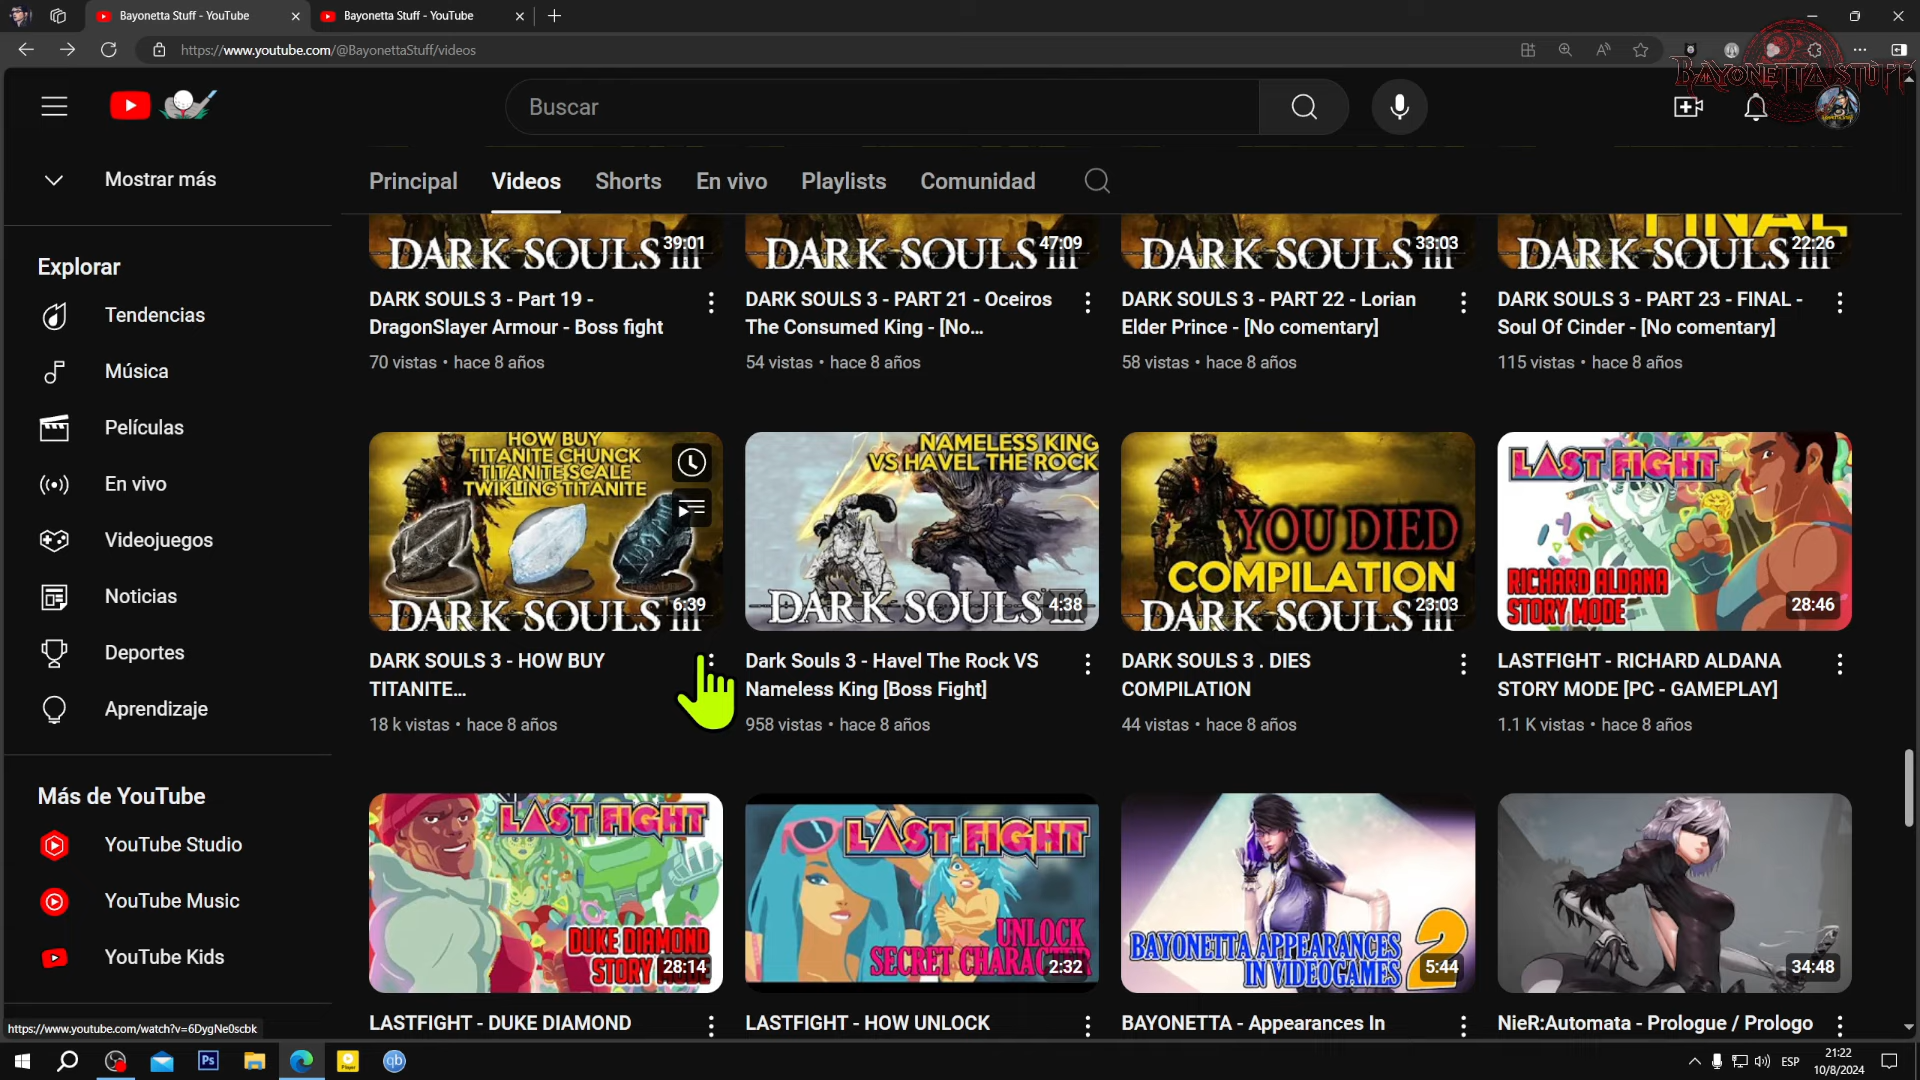 Bayonetta Stuff - YouTube
Bayonetta Stuff - YouTube
https://www.youtube.com/@BayonettaStuff/videos
BAYONETTA STUFF
Buscar
Mostrar más
Principal
Videos
Shorts
En vivo
Playlists
Comunidad
Explorar
Tendencias
Música
Películas
En vivo
Videojuegos
Noticias
Deportes
Aprendizaje
Más de YouTube
YouTube Studio
YouTube Music
YouTube Kids
DARK SOULS III
39:01
DARK SOULS 3 - Part 19 -
DragonSlayer Armour - Boss fight
70 vistas • hace 8 años
DARK SOULS III
47:09
DARK SOULS 3 - PART 21 - Oceiros
The Consumed King - [No...
54 vistas • hace 8 años
DARK SOULS III
33:03
DARK SOULS 3 - PART 22 - Lorian
Elder Prince - [No comentary]
58 vistas • hace 8 años
FINAL
DARK SOULS III
22:26
DARK SOULS 3 - PART 23 - FINAL -
Soul Of Cinder - [No comentary]
115 vistas • hace 8 años
HOW BUY
TITANITE CHUNCK
TITANITE SCALE
TWIKLING TITANITE
DARK SOULS III
6:39
DARK SOULS 3 - HOW BUY
TITANITE...
18 k vistas • hace 8 años
NAMELESS KING
VS HAVEL THE ROCK
DARK SOULS III
4:38
Dark Souls 3 - Havel The Rock VS
Nameless King [Boss Fight]
958 vistas • hace 8 años
YOU DIED
COMPILATION
DARK SOULS III
23:03
DARK SOULS 3 . DIES
COMPILATION
44 vistas • hace 8 años
LAST FIGHT
RICHARD ALDANA
STORY MODE
28:46
LASTFIGHT - RICHARD ALDANA
STORY MODE [PC - GAMEPLAY]
1.1 K vistas • hace 8 años
LAST FIGHT
DUKE DIAMOND
STORY MODE
28:14
LASTFIGHT - DUKE DIAMOND
LAST FIGHT
UNLOCK
SECRET CHARACTER
2:32
LASTFIGHT - HOW UNLOCK
BAYONETTA APPEARANCES
IN VIDEOGAMES 2
5:44
BAYONETTA - Appearances In
34:48
NieR:Automata - Prologue / Prologo
https://www.youtube.com/watch?v=6DygNe0scbk
Ps
Player
qb
ESP
21:22
10/8/2024